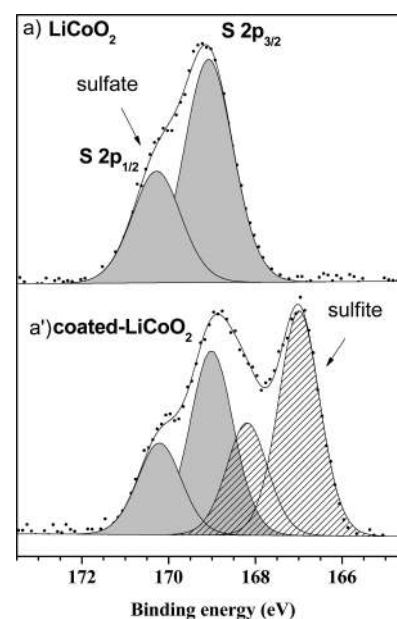 a) LiCoO₂
S 2p₃/₂
sulfate
S 2p₁/₂
a') coated-LiCoO₂
sulfite
172 170 168 166
Binding energy (eV)